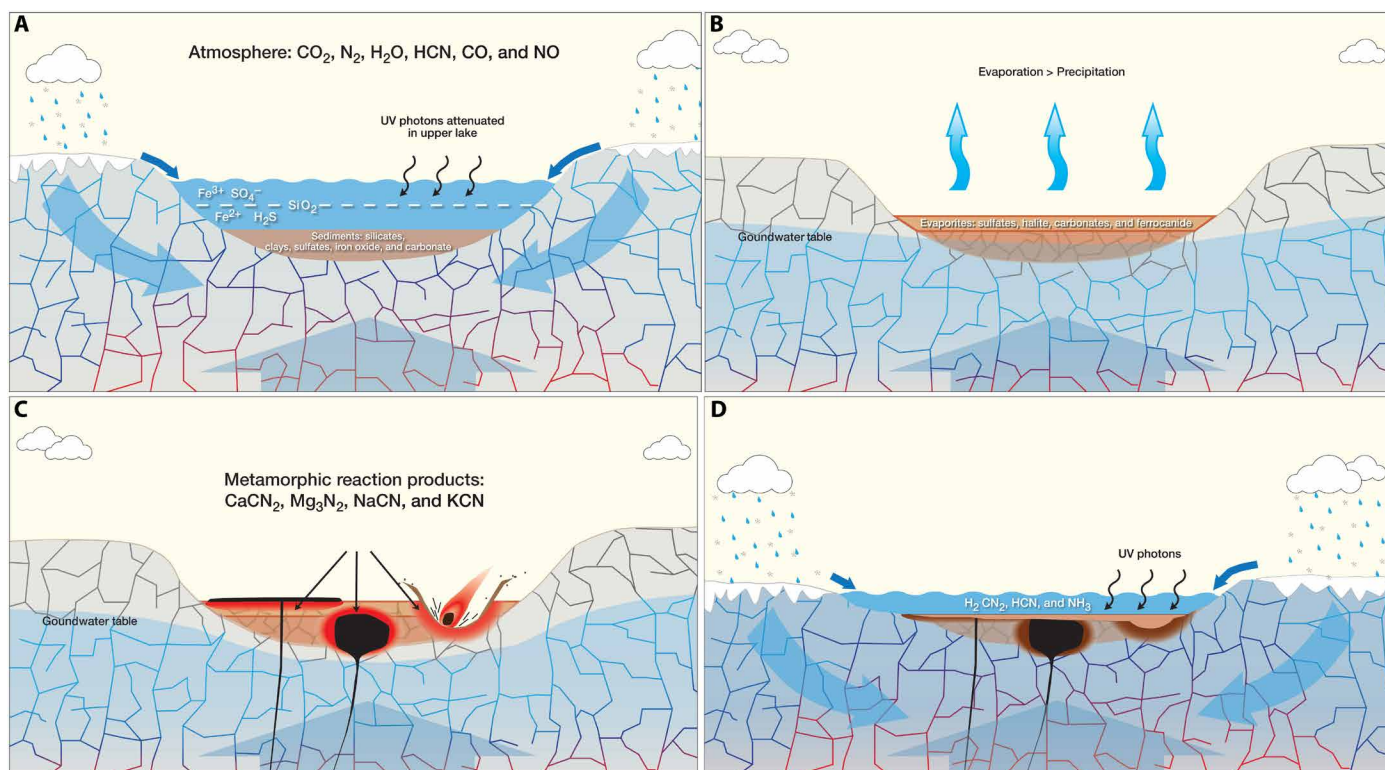 A
Atmosphere: CO₂, N₂, H₂O, HCN, CO, and NO
UV photons attenuated
in upper lake
Fe³⁺ SO₄⁻
SiO₂
Fe²⁺ H₂S
Sediments: silicates,
clays, sulfates, iron oxide, and carbonate
B
Evaporation > Precipitation
Evaporites: sulfates, halite, carbonates, and ferrocanide
Goundwater table
C
Metamorphic reaction products:
CaCN₂, Mg₃N₂, NaCN, and KCN
Goundwater table
D
UV photons
H₂ CN₂, HCN, and NH₃